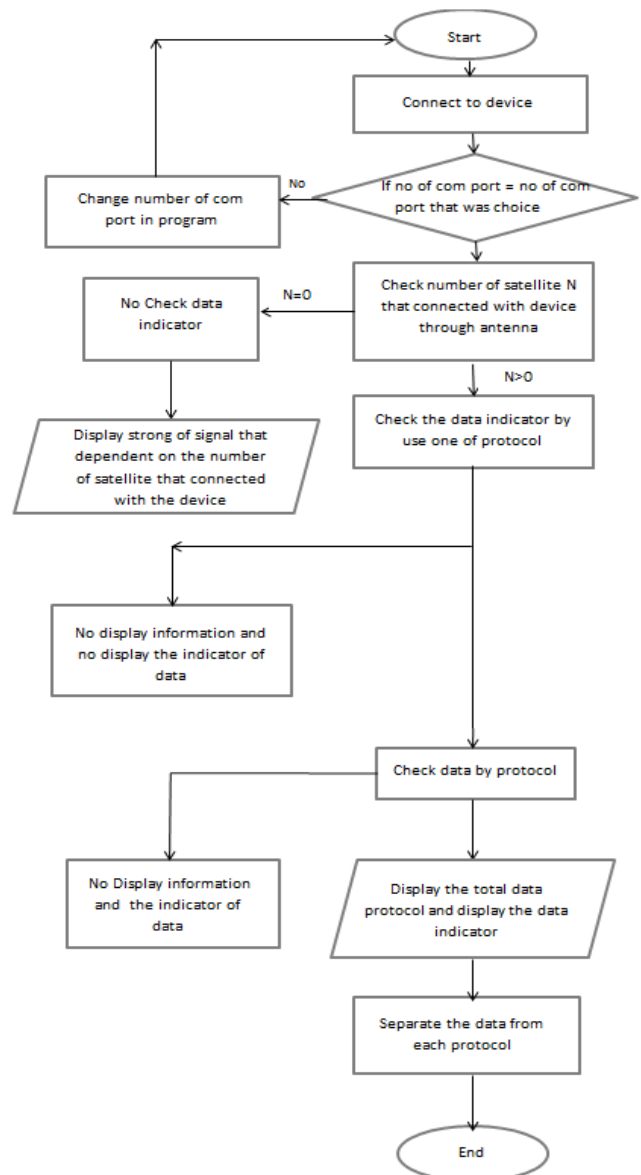 Start
Connect to device
If no of com port = no of com
port that was choice
No
Change number of com
port in program
Check number of satellite N
that connected with device
through antenna
N=0
No Check data
indicator
N>0
Display strong of signal that
dependent on the number
of satellite that connected
with the device
Check the data indicator by
use one of protocol
No display information and
no display the indicator of
data
Check data by protocol
No Display information
and the indicator of
data
Display the total data
protocol and display the data
indicator
Separate the data from
each protocol
End